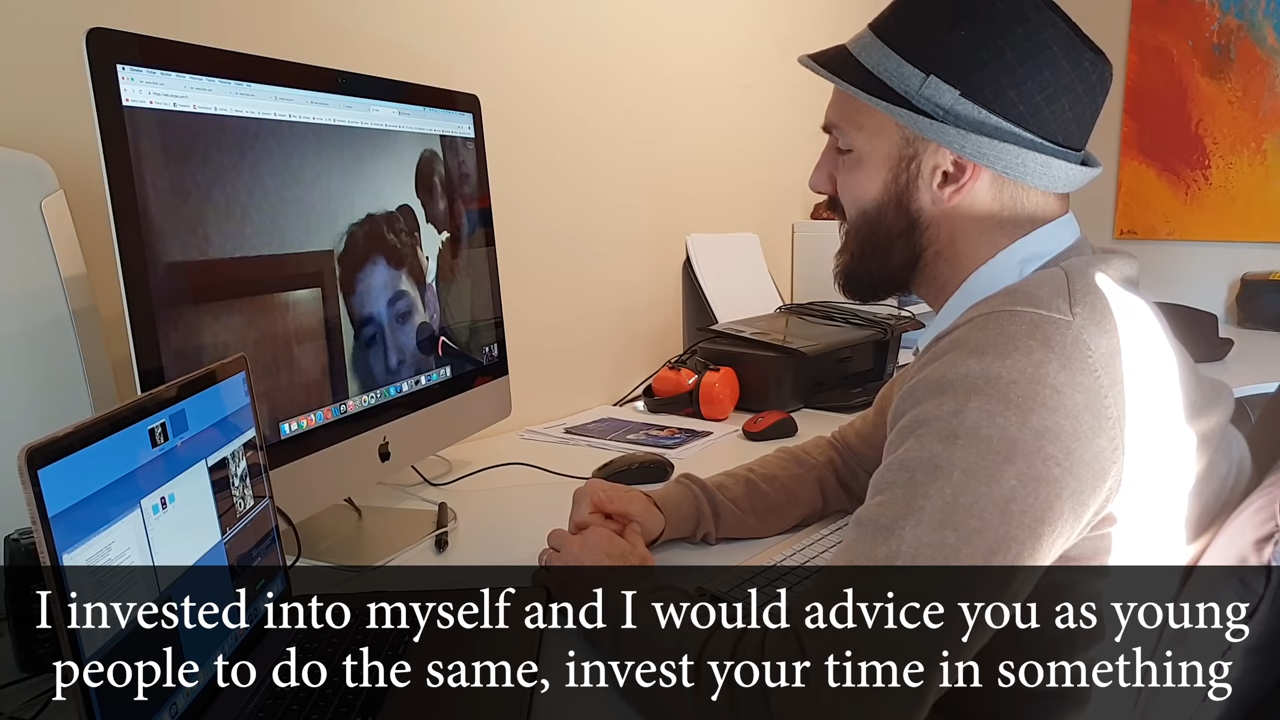 I invested into myself and I would advice you as young
people to do the same, invest your time in something